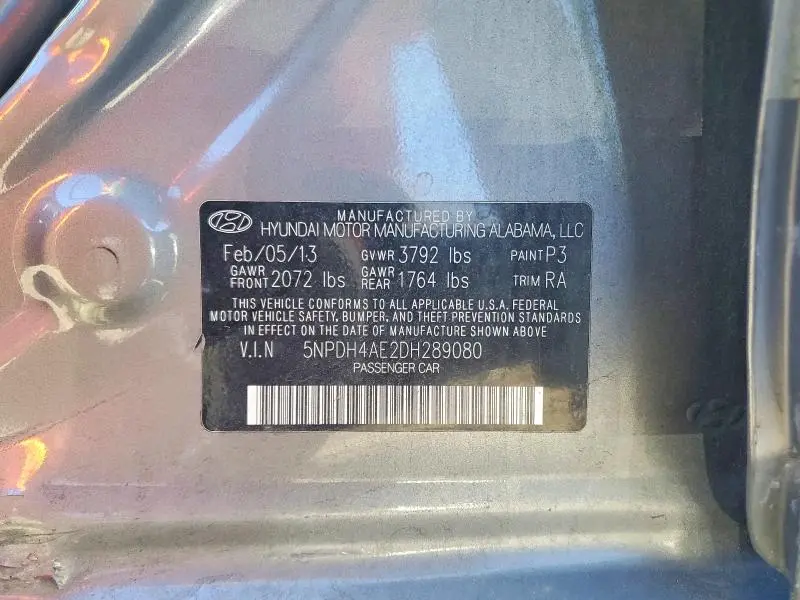 MANUFACTURED BY
HYUNDAI MOTOR MANUFACTURING ALABAMA, LLC
Feb/05/13 GVWR 3792 lbs PAINT P3
GAWR FRONT 2072 lbs GAWR REAR 1764 lbs TRIM RA
THIS VEHICLE CONFORMS TO ALL APPLICABLE U.S.A. FEDERAL
MOTOR VEHICLE SAFETY, BUMPER, AND THEFT PREVENTION STANDARDS
IN EFFECT ON THE DATE OF MANUFACTURE SHOWN ABOVE
V.I.N 5NPDH4AE2DH289080
PASSENGER CAR